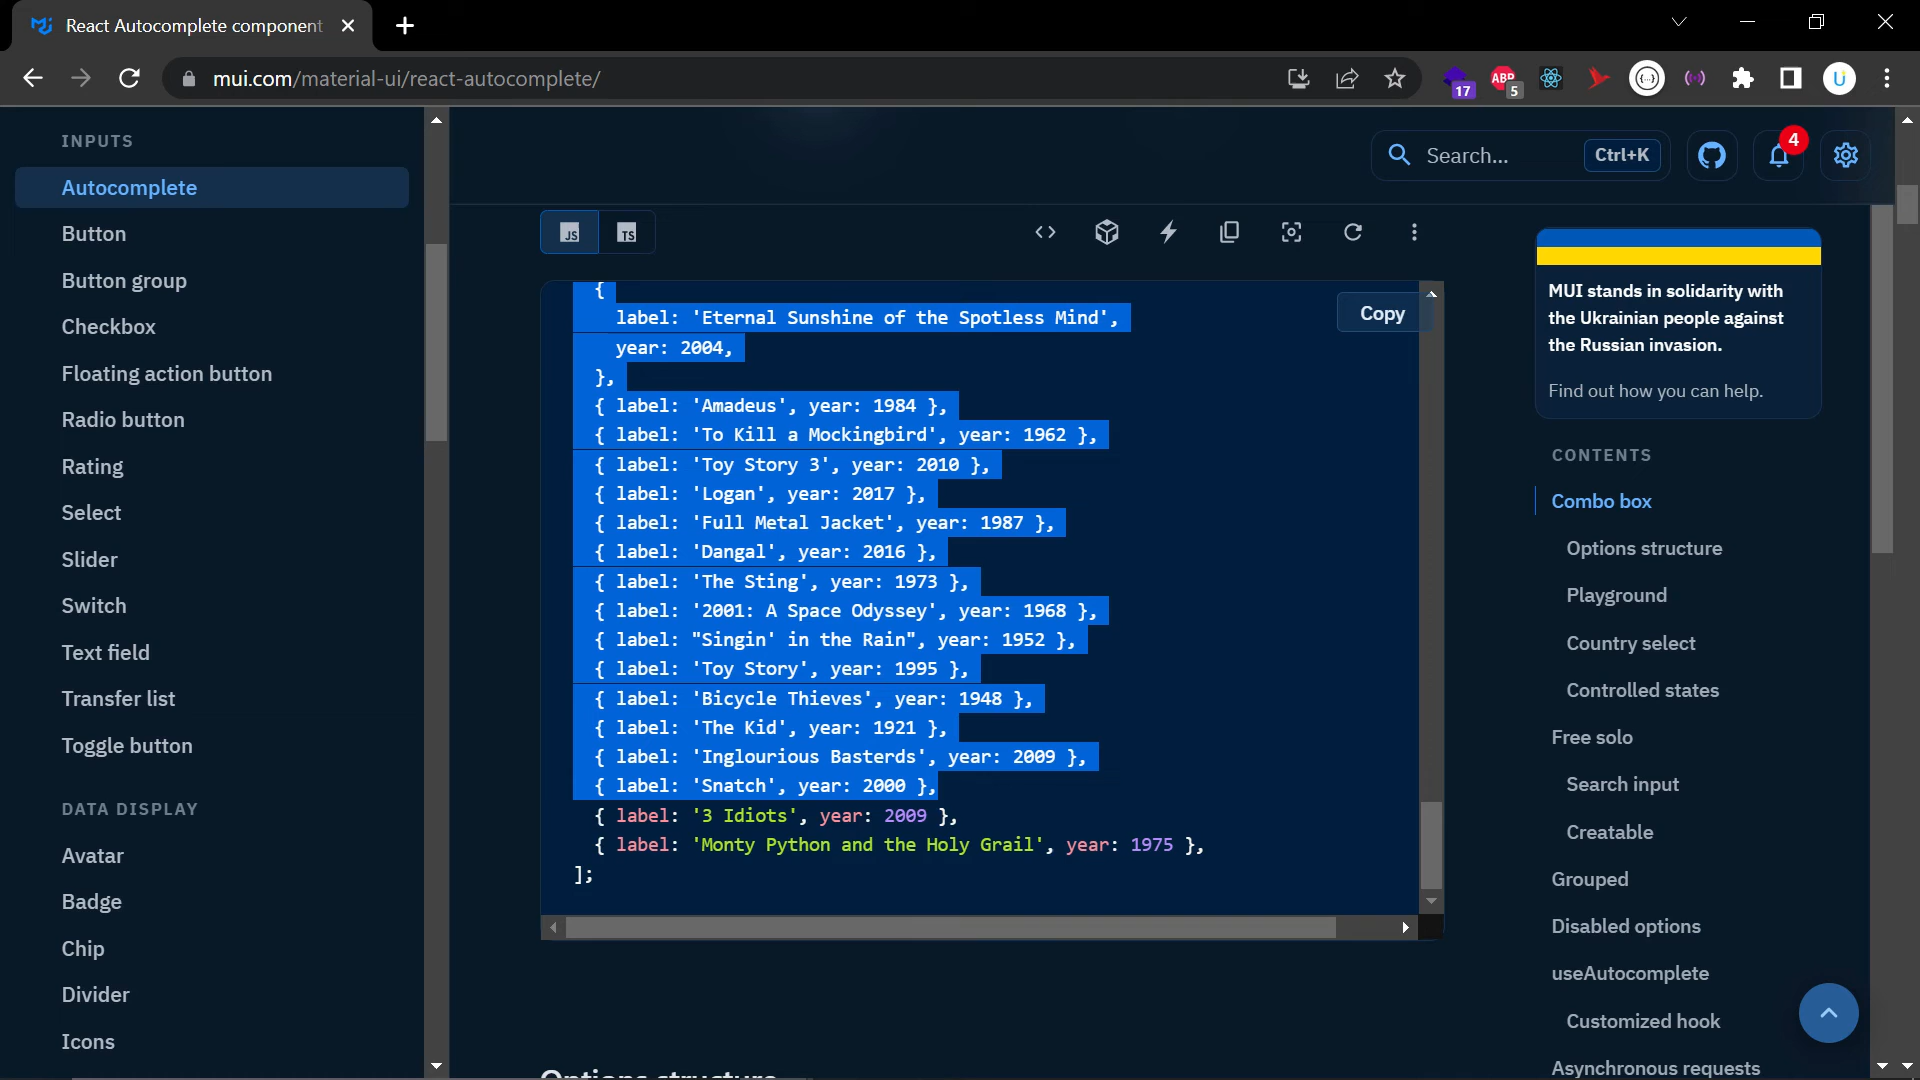 React Autocomplete component
mui.com/material-ui/react-autocomplete/
17
ABP
5
U
INPUTS
Autocomplete
Button
Button group
Checkbox
Floating action button
Radio button
Rating
Select
Slider
Switch
Text field
Transfer list
Toggle button
DATA DISPLAY
Avatar
Badge
Chip
Divider
Icons
Search...
Ctrl+K
4
JS
TS
Copy
{
label: 'Eternal Sunshine of the Spotless Mind',
year: 2004,
},
{ label: 'Amadeus', year: 1984 },
{ label: 'To Kill a Mockingbird', year: 1962 },
{ label: 'Toy Story 3', year: 2010 },
{ label: 'Logan', year: 2017 },
{ label: 'Full Metal Jacket', year: 1987 },
{ label: 'Dangal', year: 2016 },
{ label: 'The Sting', year: 1973 },
{ label: '2001: A Space Odyssey', year: 1968 },
{ label: "Singin' in the Rain", year: 1952 },
{ label: 'Toy Story', year: 1995 },
{ label: 'Bicycle Thieves', year: 1948 },
{ label: 'The Kid', year: 1921 },
{ label: 'Inglourious Basterds', year: 2009 },
{ label: 'Snatch', year: 2000 },
{ label: '3 Idiots', year: 2009 },
{ label: 'Monty Python and the Holy Grail', year: 1975 },
];
Options structure
MUI stands in solidarity with
the Ukrainian people against
the Russian invasion.
Find out how you can help.
CONTENTS
Combo box
Options structure
Playground
Country select
Controlled states
Free solo
Search input
Creatable
Grouped
Disabled options
useAutocomplete
Customized hook
Asynchronous requests